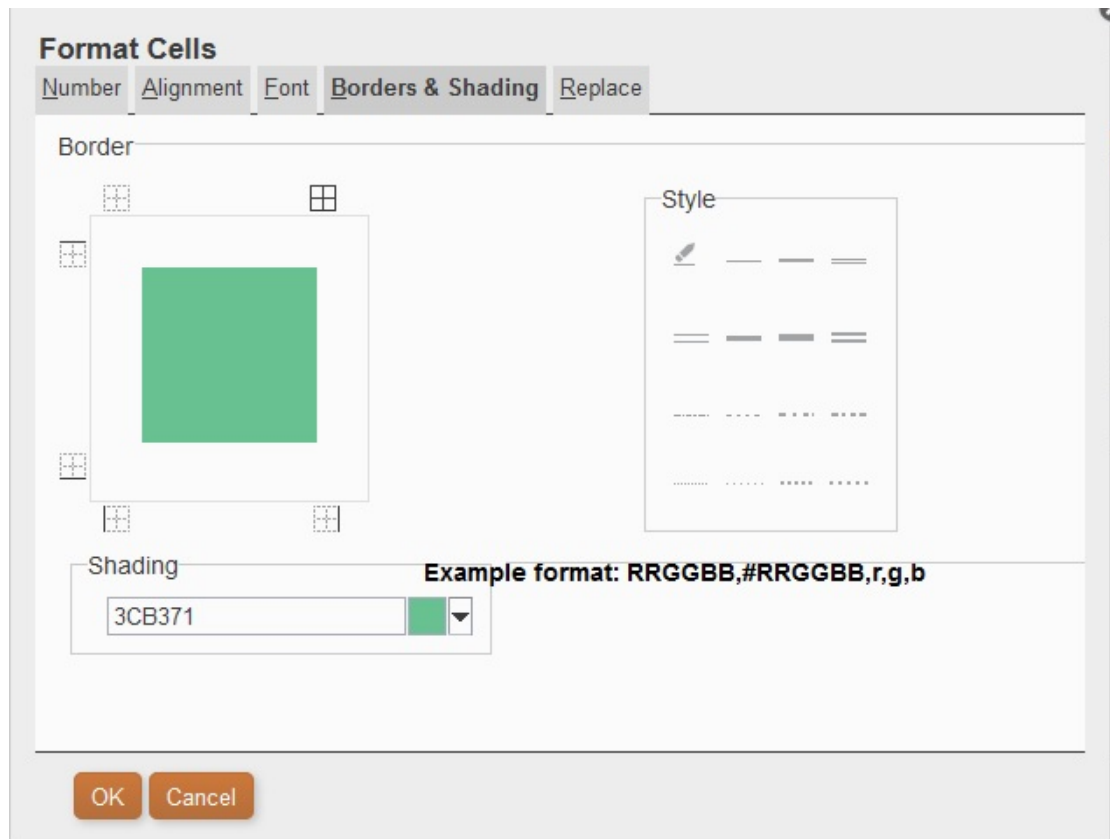 Format Cells
Number Alignment Font Borders & Shading Replace
Border
Style
Shading
Example format: RRGGBB,#RRGGBB,r,g,b
3CB371
OK Cancel